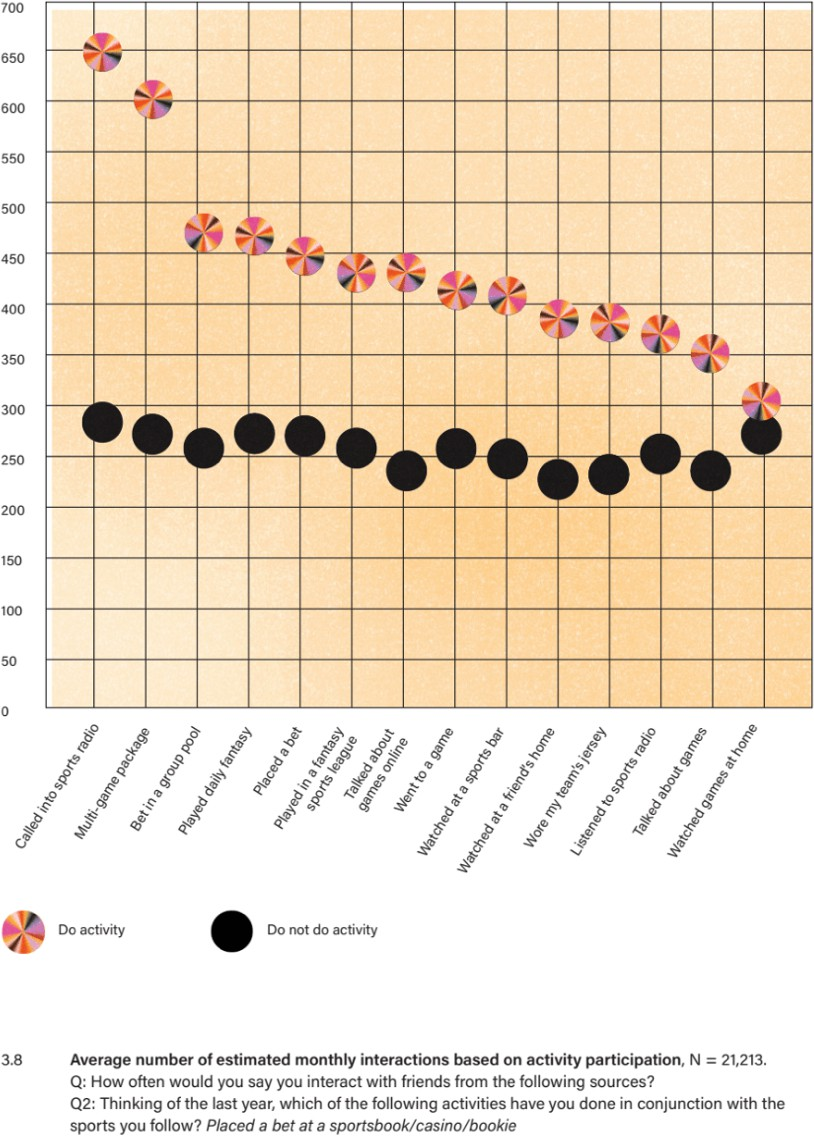 700
650
600
550
500
450
400
350
300
250
200
150
100
50
0
Called into sports radio
Multi-game package
Bet in a group pool
Played daily fantasy
Placed a bet
Played in a fantasy
sports league
Talked about
games online
Went to a game
Watched at a sports bar
Watched at a friend's home
Wore my team's jersey
Listened to sports radio
Talked about games
Watched games at home
Do activity
Do not do activity
3.8 Average number of estimated monthly interactions based on activity participation, N = 21,213.
Q: How often would you say you interact with friends from the following sources?
Q2: Thinking of the last year, which of the following activities have you done in conjunction with the
sports you follow? Placed a bet at a sportsbook/casino/bookie